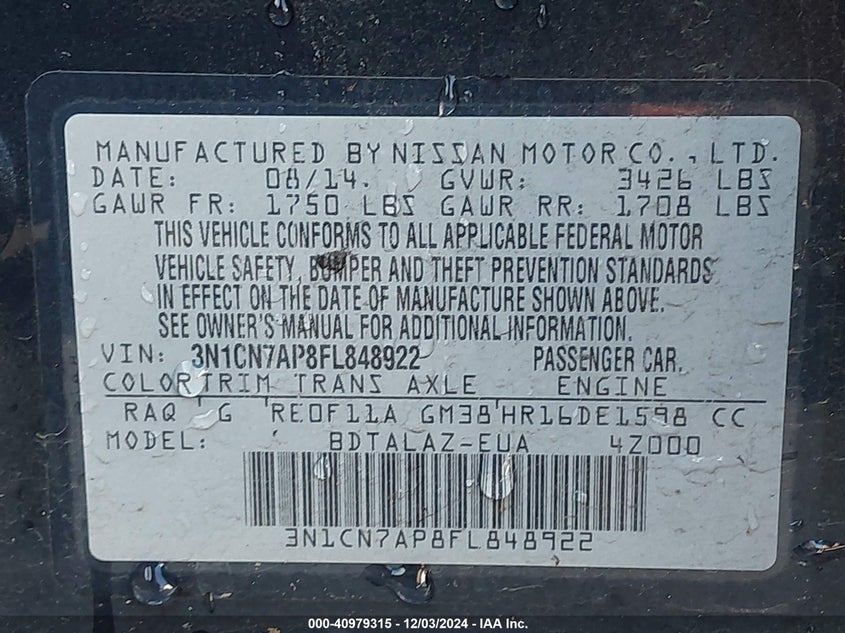 MANUFACTURED BY NISSAN MOTOR CO., LTD.
DATE: 08/14. GVWR: 3426 LBS
GAWR FR: 1750 LBS GAWR RR: 1708 LBS
THIS VEHICLE CONFORMS TO ALL APPLICABLE FEDERAL MOTOR
VEHICLE SAFETY, BUMPER AND THEFT PREVENTION STANDARDS
IN EFFECT ON THE DATE OF MANUFACTURE SHOWN ABOVE.
SEE OWNER'S MANUAL FOR ADDITIONAL INFORMATION.
VIN: 3N1CN7AP8FL848922 PASSENGER CAR.
COLOR TRIM TRANS AXLE ENGINE
RAQ G RE0F11A GM38 HR16DE1598 CC
MODEL: BDTALAZ-EUA 4Z000
3N1CN7AP8FL848922
000-40979315 - 12/03/2024 - IAA Inc.